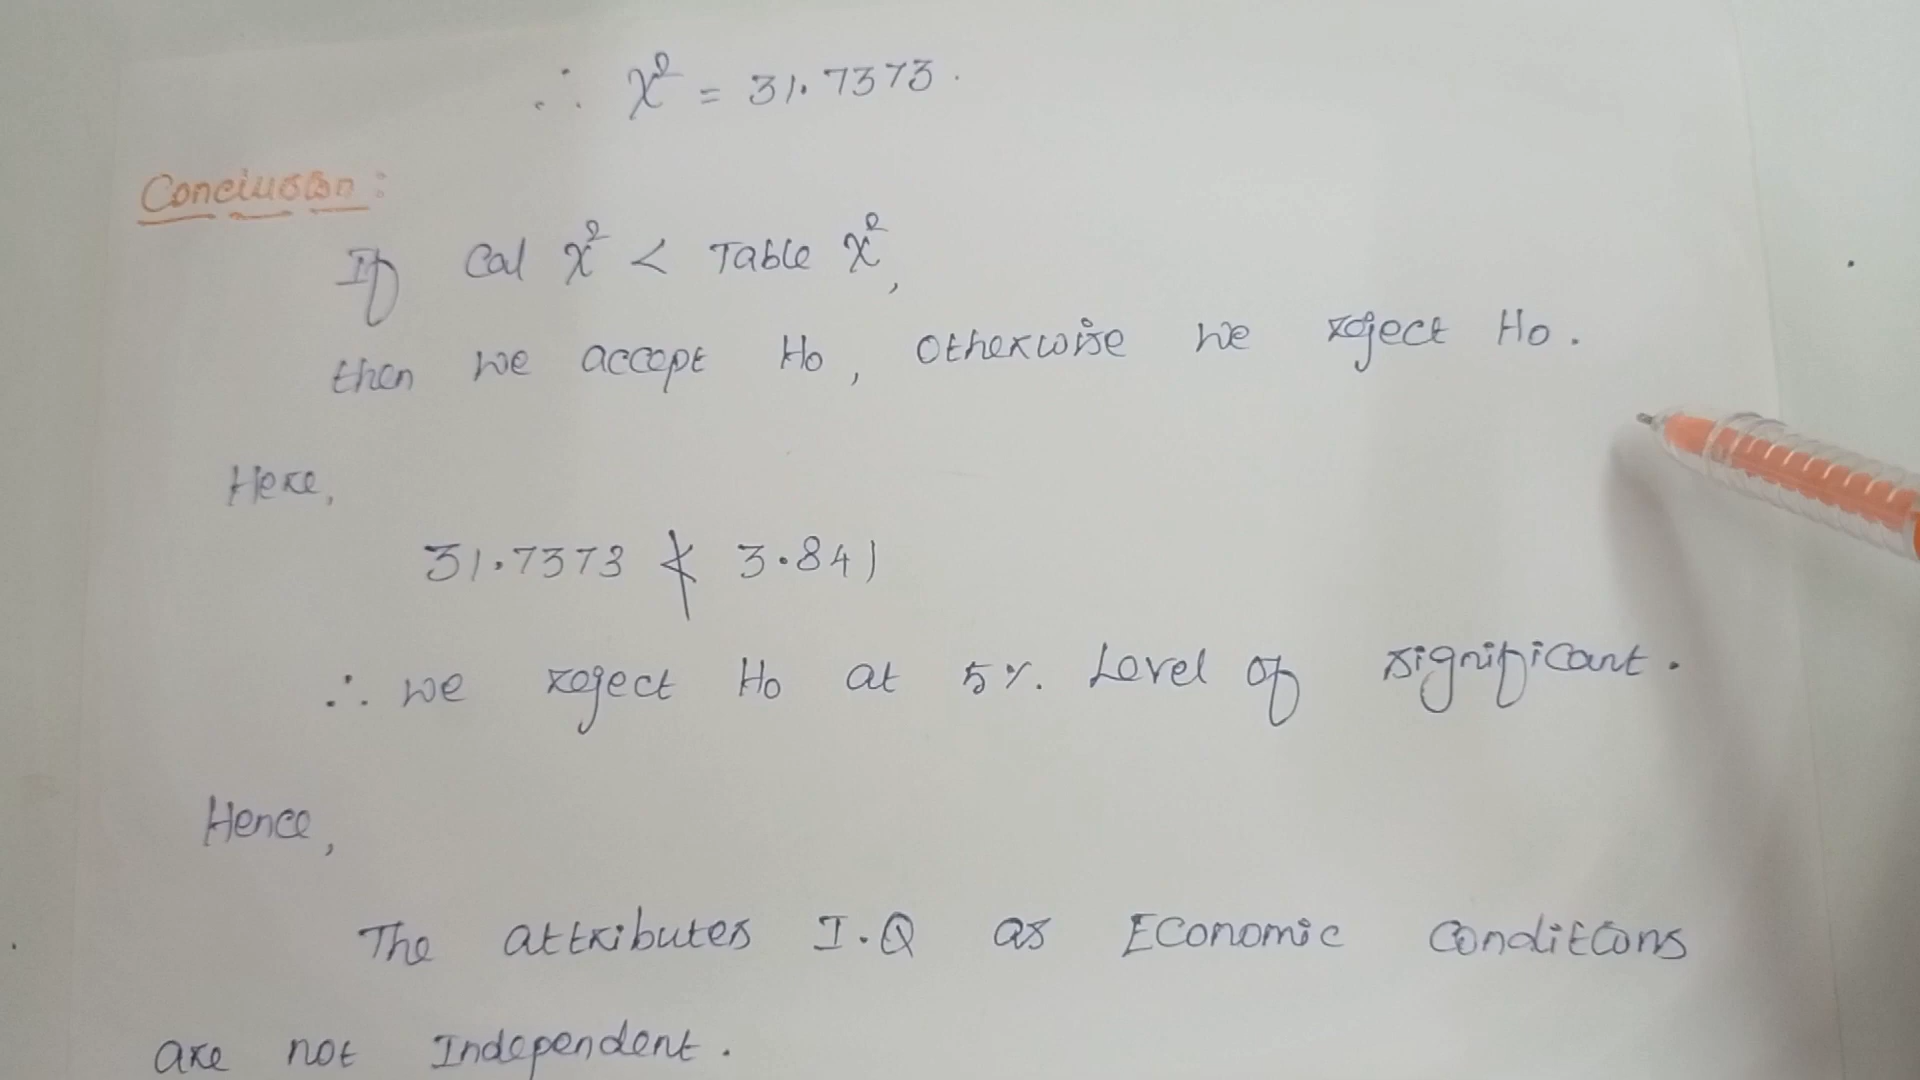 ∴ χ² = 31.7373.
Conclusion:
If Cal χ² < Table χ²,
then we accept Ho, otherwise we reject Ho.
Here,
31.7373 ≮ 3.841
∴ we reject Ho at 5%. Level of significant.
Hence,
The attributes I.Q as Economic Conditions
are not Independent.